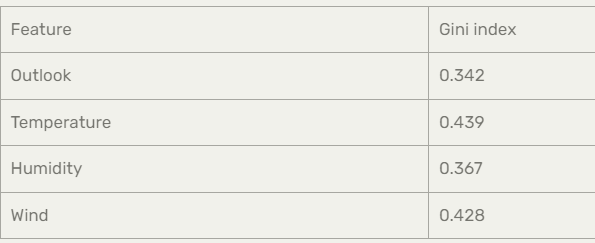 Feature Gini index
Outlook 0.342
Temperature 0.439
Humidity 0.367
Wind 0.428